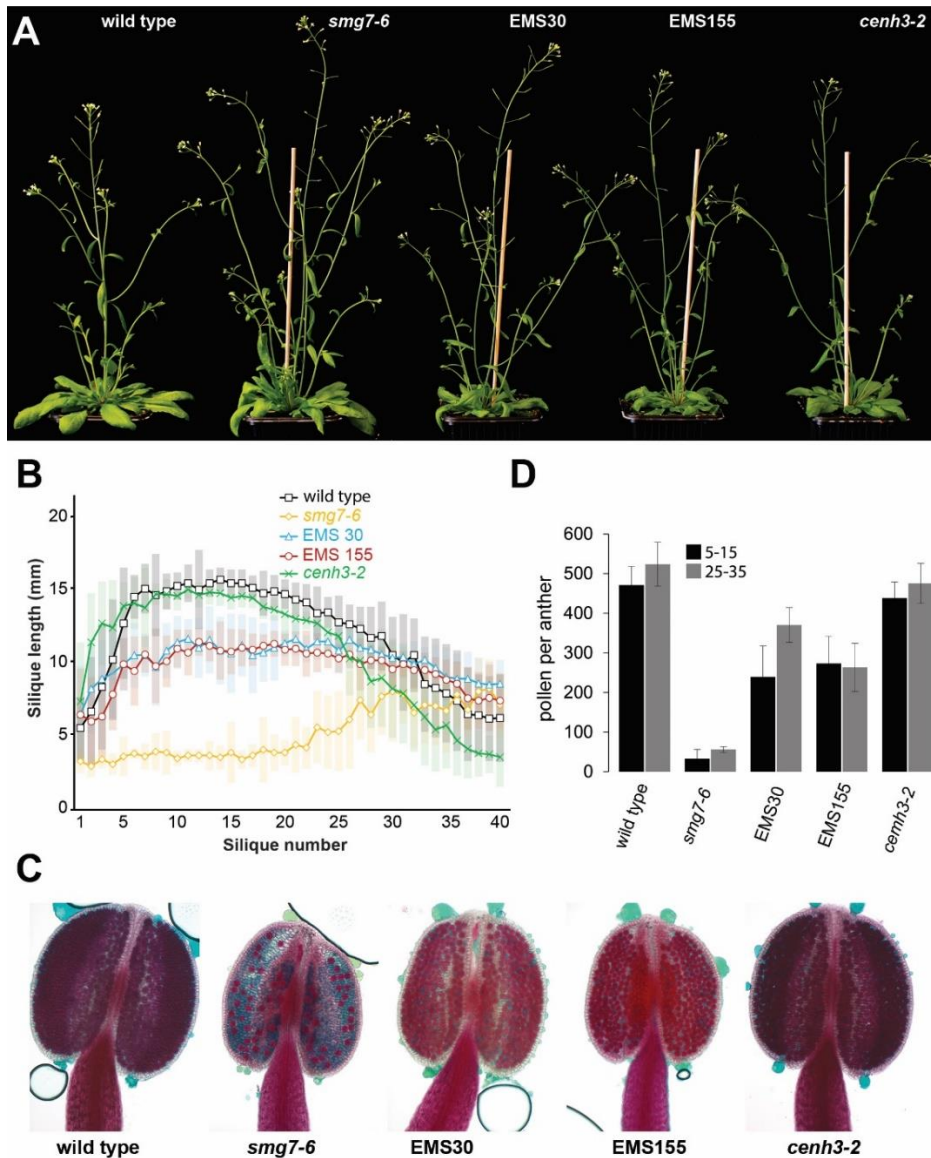 A
wild type
smg7-6
EMS30
EMS155
cenh3-2
B
20
15
10
5
0
Silique length (mm)
wild type
smg7-6
EMS 30
EMS 155
cenh3-2
1
5
10
15
20
25
30
35
40
Silique number
D
600
500
400
300
200
100
0
pollen per anther
5-15
25-35
wild type
smg7-6
EMS30
EMS155
cemh3-2
C
wild type
smg7-6
EMS30
EMS155
cenh3-2